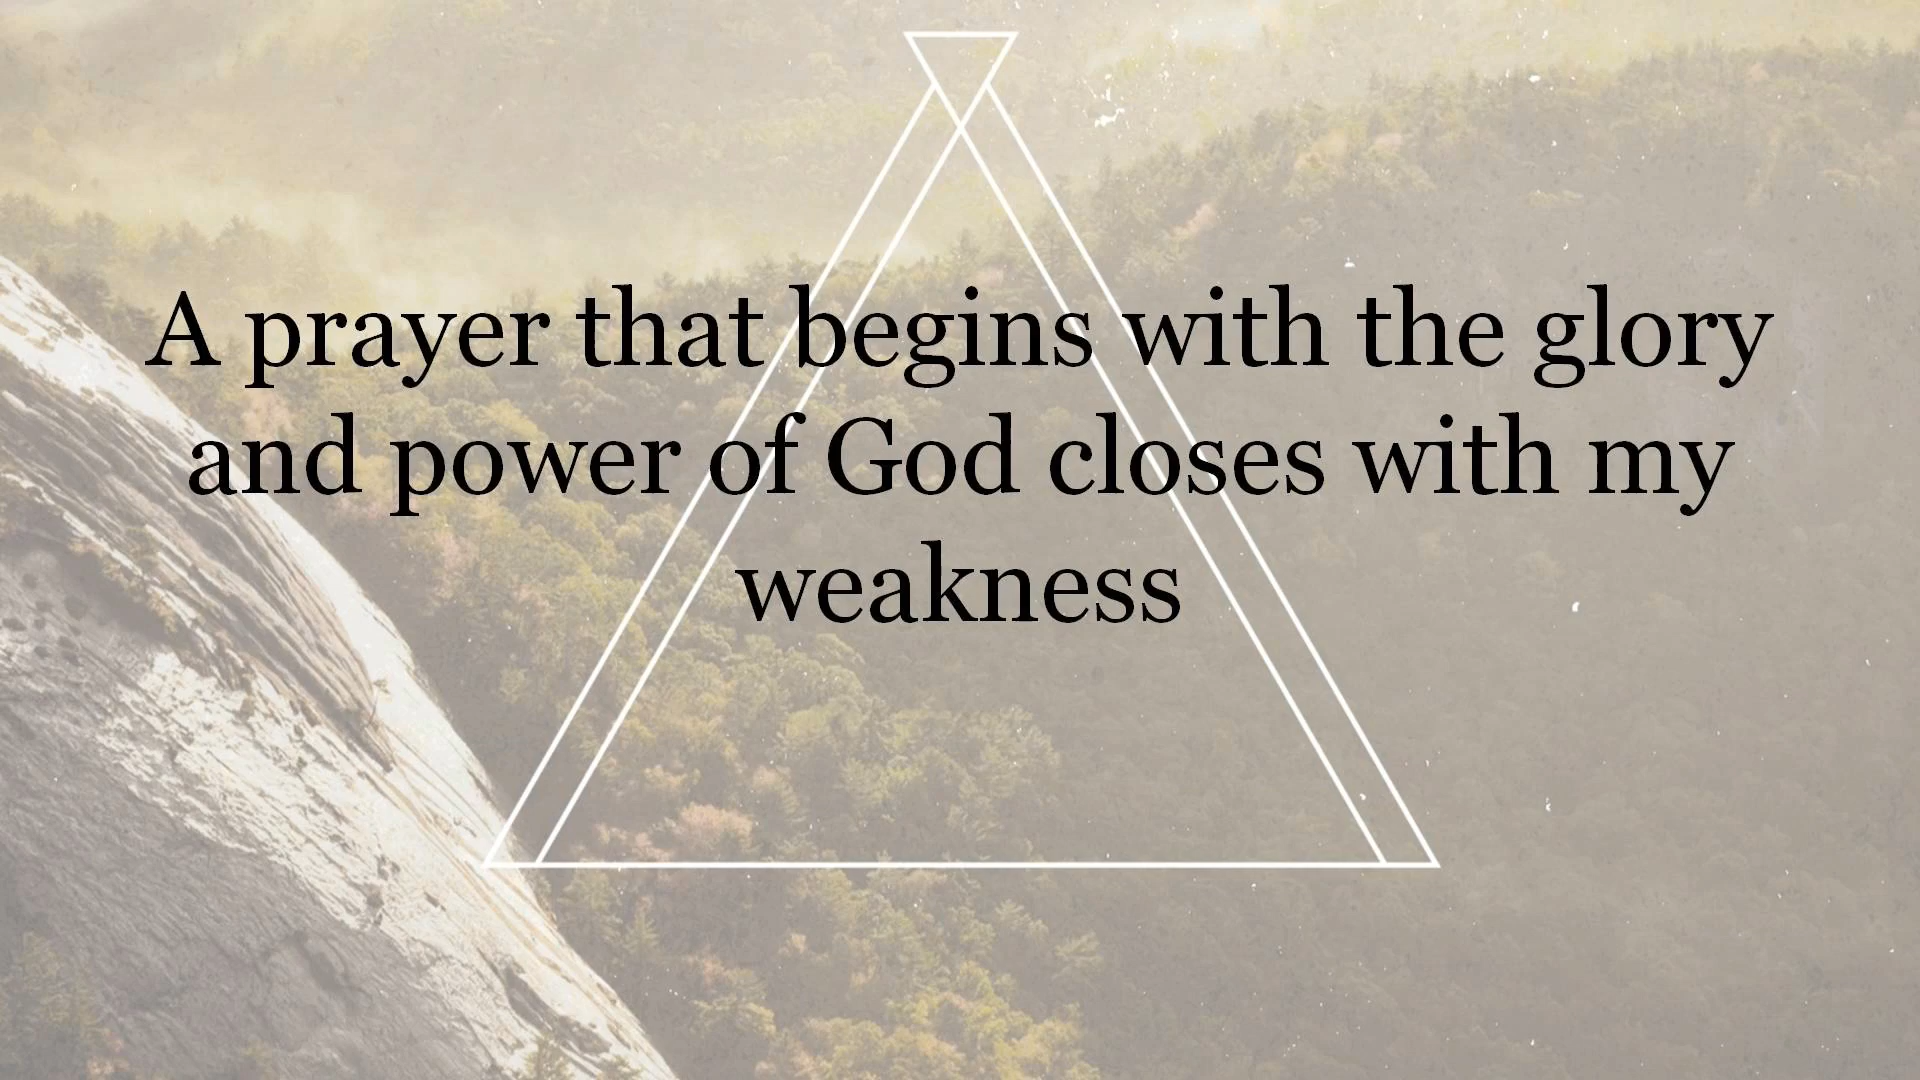 A prayer that begins with the glory
and power of God closes with my
weakness